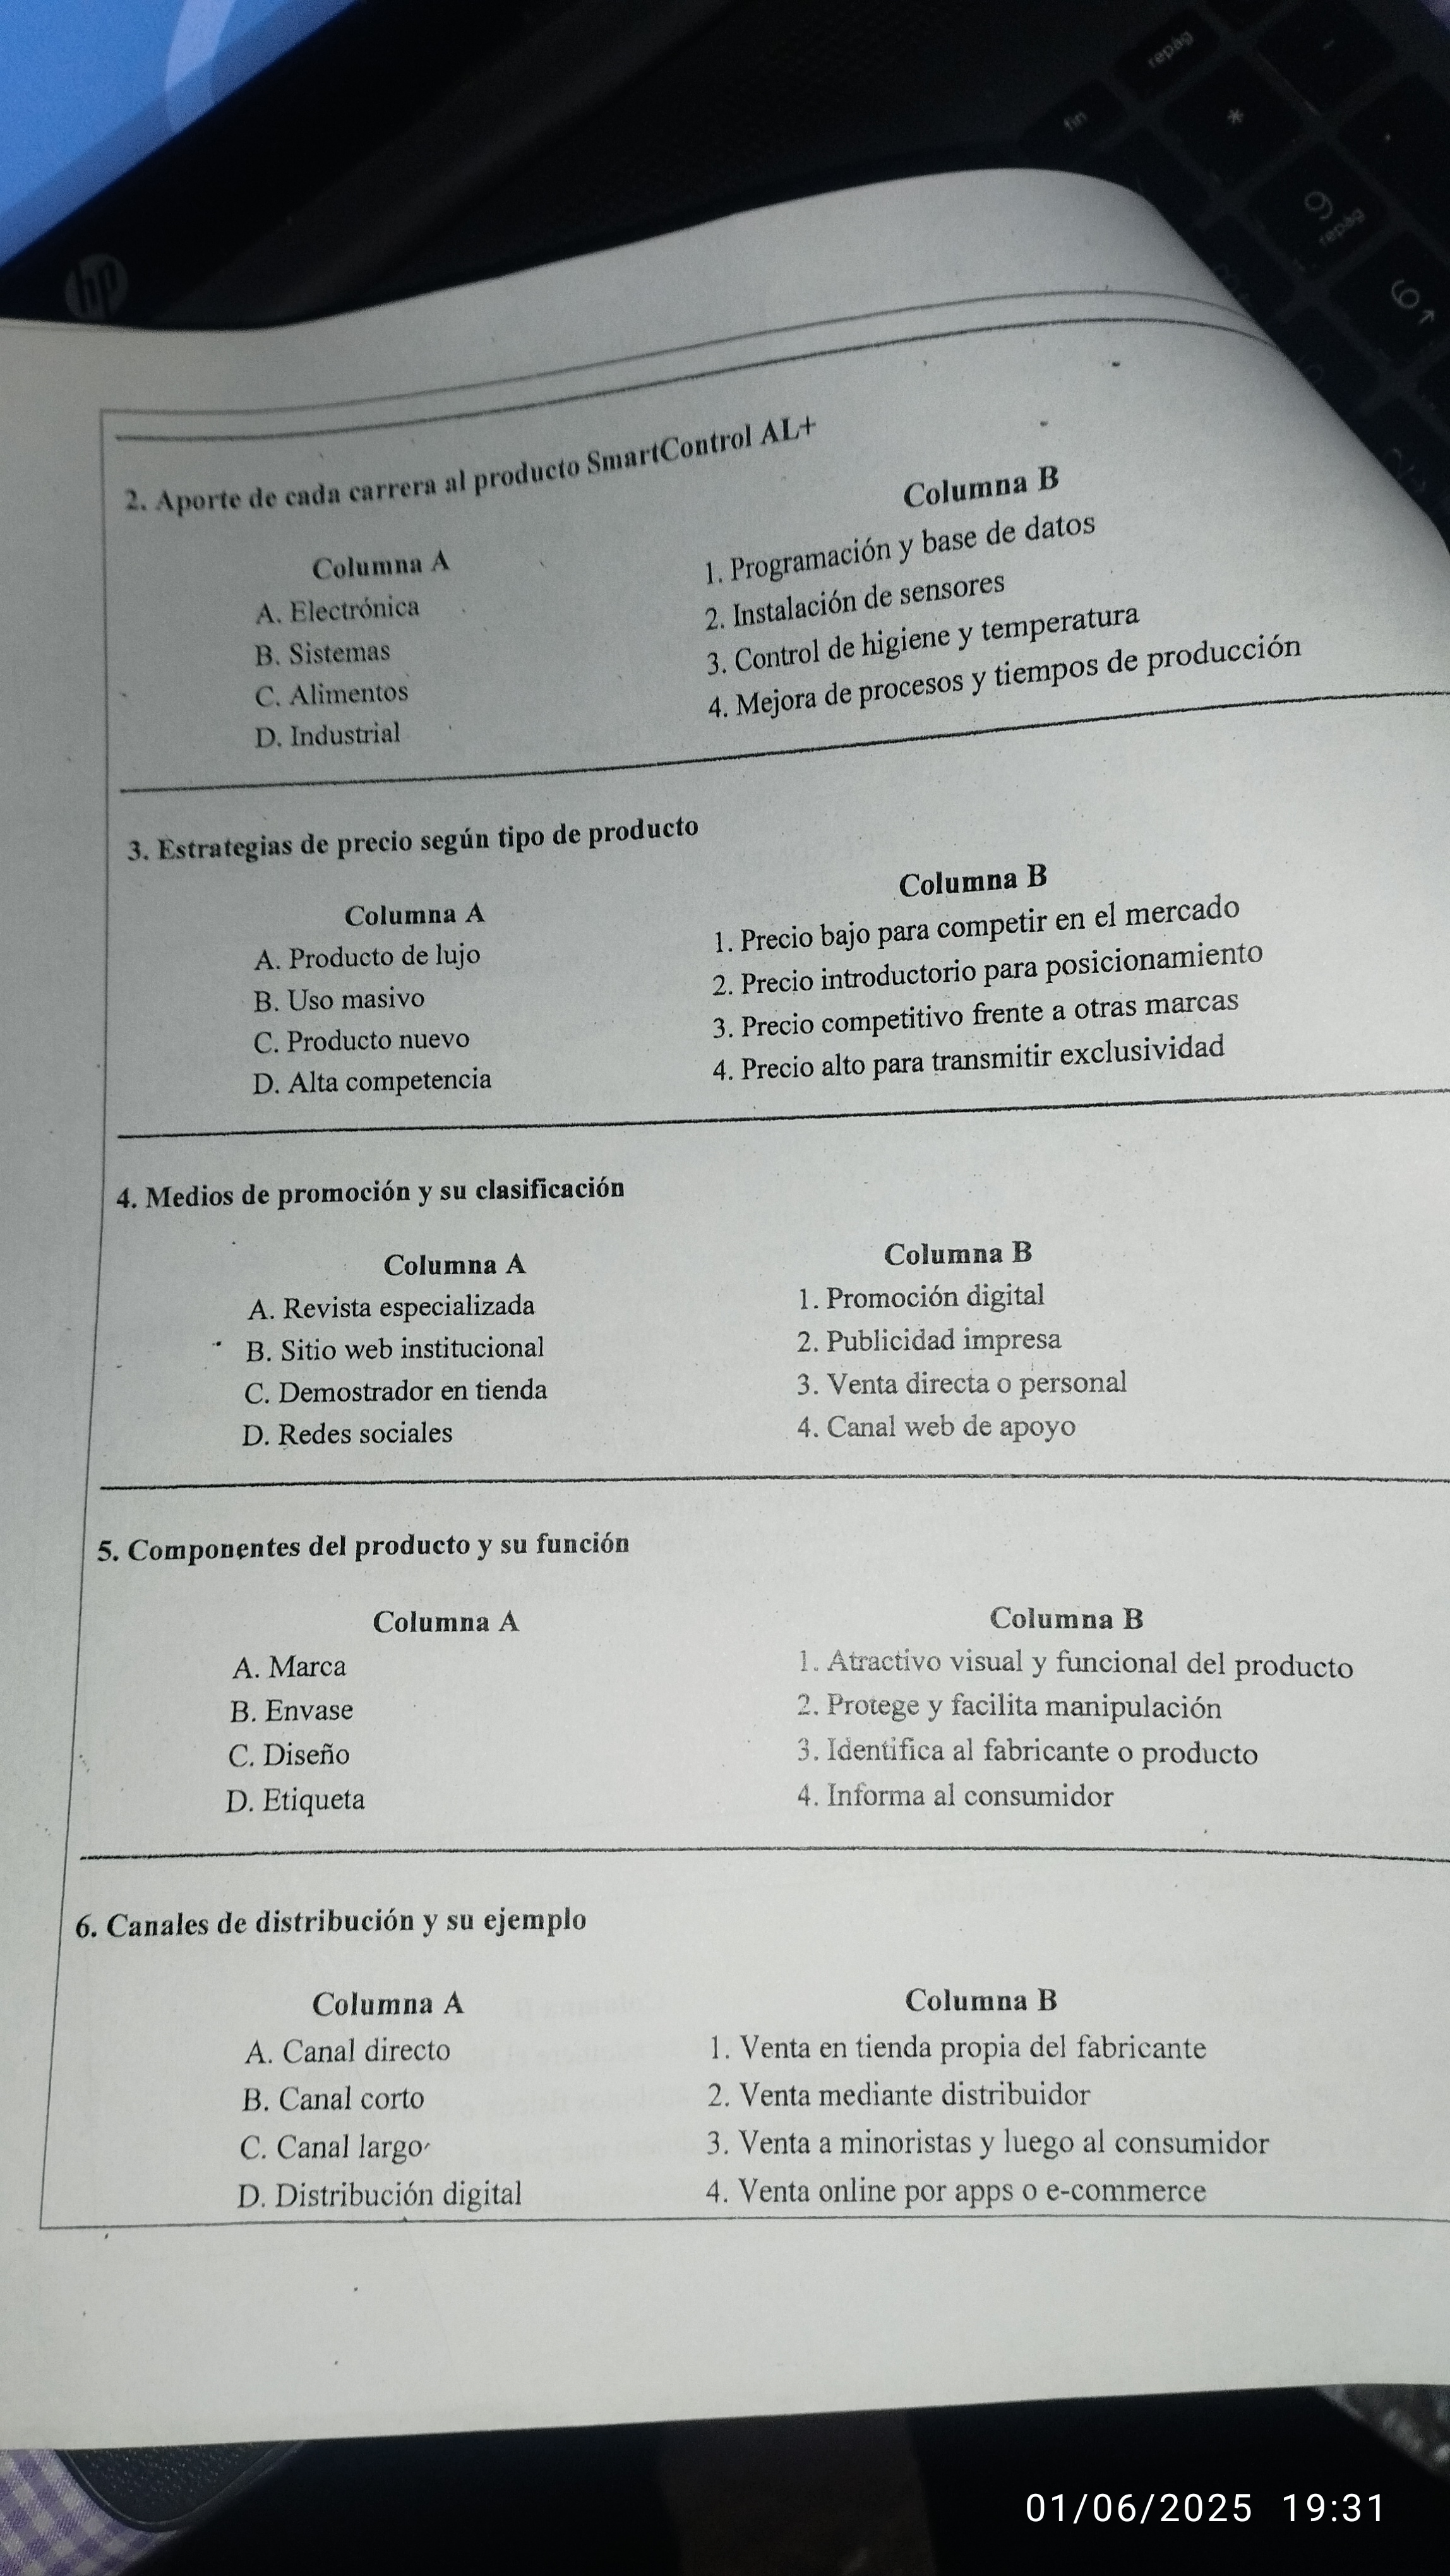 repág
fin
*
9
repág
6
hp
2. Aporte de cada carrera al producto SmartControl AL+
Columna A
A. Electrónica
B. Sistemas
C. Alimentos
D. Industrial
Columna B
1. Programación y base de datos
2. Instalación de sensores
3. Control de higiene y temperatura
4. Mejora de procesos y tiempos de producción
3. Estrategias de precio según tipo de producto
Columna A
A. Producto de lujo
B. Uso masivo
C. Producto nuevo
D. Alta competencia
Columna B
1. Precio bajo para competir en el mercado
2. Precio introductorio para posicionamiento
3. Precio competitivo frente a otras marcas
4. Precio alto para transmitir exclusividad
4. Medios de promoción y su clasificación
Columna A
A. Revista especializada
B. Sitio web institucional
C. Demostrador en tienda
D. Redes sociales
Columna B
1. Promoción digital
2. Publicidad impresa
3. Venta directa o personal
4. Canal web de apoyo
5. Componentes del producto y su función
Columna A
A. Marca
B. Envase
C. Diseño
D. Etiqueta
Columna B
1. Atractivo visual y funcional del producto
2. Protege y facilita manipulación
3. Identifica al fabricante o producto
4. Informa al consumidor
6. Canales de distribución y su ejemplo
Columna A
A. Canal directo
B. Canal corto
C. Canal largo
D. Distribución digital
Columna B
1. Venta en tienda propia del fabricante
2. Venta mediante distribuidor
3. Venta a minoristas y luego al consumidor
4. Venta online por apps o e-commerce
01/06/2025 19:31